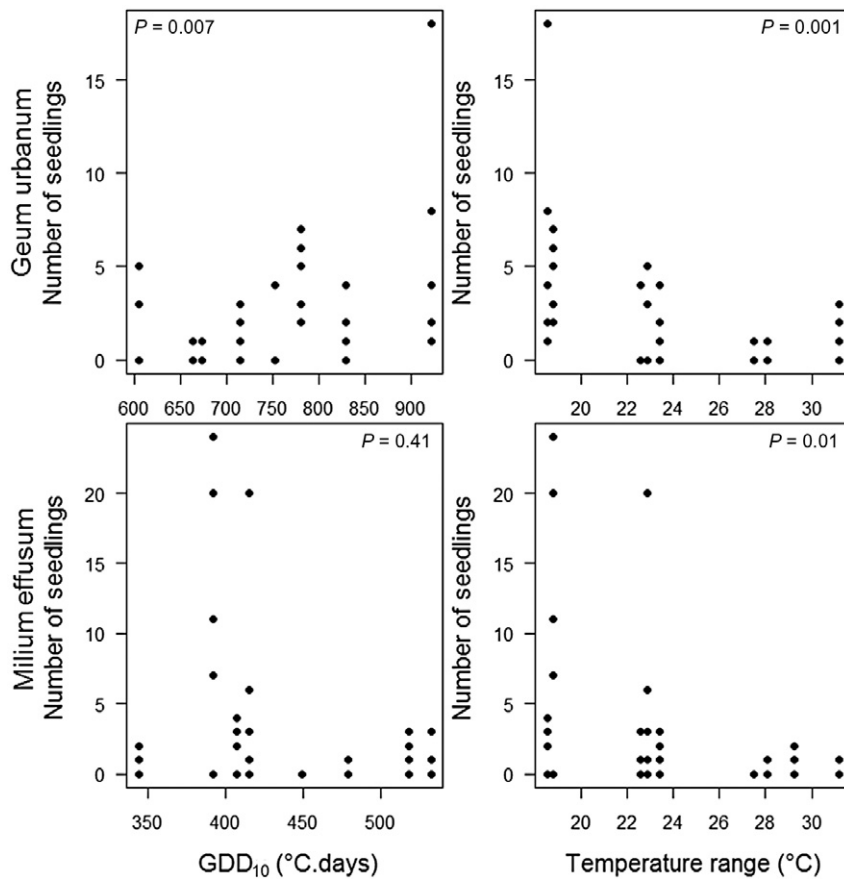 P = 0.007
P = 0.001
Geum urbanum
Number of seedlings
Number of seedlings
15
10
5
0
15
10
5
0
600 650 700 750 800 850 900
20 22 24 26 28 30
P = 0.41
P = 0.01
Milium effusum
Number of seedlings
Number of seedlings
20
15
10
5
0
20
15
10
5
0
350 400 450 500
20 22 24 26 28 30
GDD₁₀ (°C.days)
Temperature range (°C)